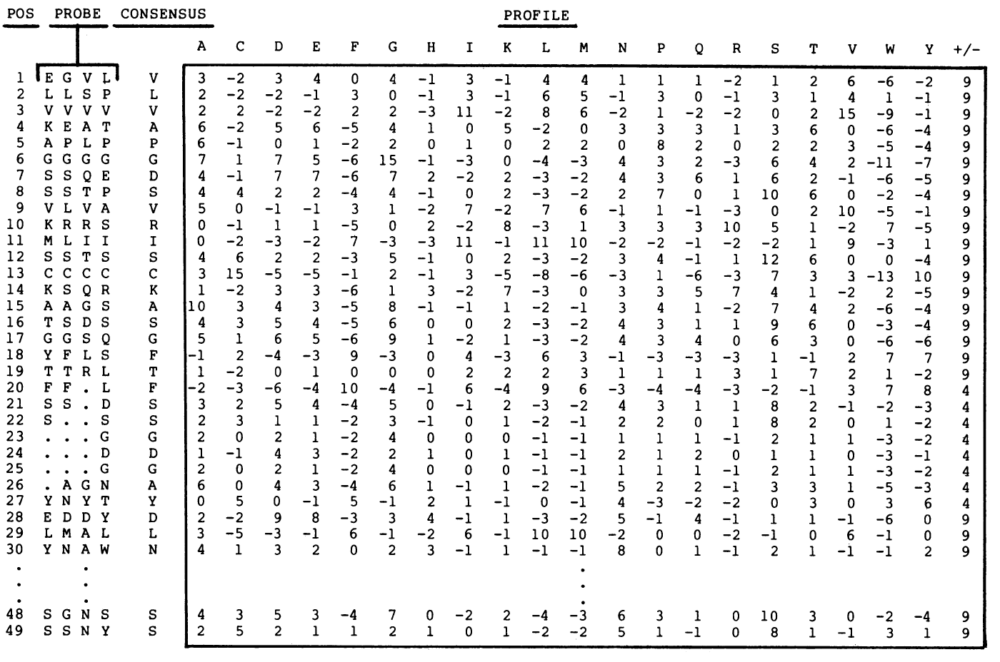 POS PROBE CONSENSUS PROFILE
A C D E F G H I K L M N P Q R S T V W Y +/-
1 E G V L V 3 -2 3 4 0 4 -1 3 -1 4 4 1 1 1 -2 1 2 6 -6 -2 9
2 L L S P L 2 -2 -2 -1 3 0 -1 3 -1 6 5 -1 3 0 -1 3 1 4 1 -1 9
3 V V V V V 2 2 -2 -2 2 2 -3 11 -2 8 6 -2 1 -2 -2 0 2 15 -9 -1 9
4 K E A T A 6 -2 5 6 -5 4 1 0 5 -2 0 3 3 3 1 3 6 0 -6 -4 9
5 A P L P P 6 -1 0 1 -2 2 0 1 0 2 2 0 8 2 0 2 2 3 -5 -4 9
6 G G G G G 7 1 7 5 -6 15 -1 -3 0 -4 -3 4 3 2 -3 6 4 2 -11 -7 9
7 S S Q E D 4 -1 7 7 -6 7 2 -2 2 -3 -2 4 3 6 1 6 2 -1 -6 -5 9
8 S S T P S 4 4 2 2 -4 4 -1 0 2 -3 -2 2 7 0 1 10 6 0 -2 -4 9
9 V L V A V 5 0 -1 -1 3 1 -2 7 -2 7 6 -1 1 -1 -3 0 2 10 -5 -1 9
10 K R R S R 0 -1 1 1 -5 0 2 -2 8 -3 1 3 3 3 10 5 1 -2 7 -5 9
11 M L I I I 0 -2 -3 -2 7 -3 -3 11 -1 11 10 -2 -2 -1 -2 -2 1 9 -3 1 9
12 S S T S S 4 6 2 2 -3 5 -1 0 2 -3 -2 3 4 -1 1 12 6 0 0 -4 9
13 C C C C C 3 15 -5 -5 -1 2 -1 3 -5 -8 -6 -3 1 -6 -3 7 3 3 -13 10 9
14 K S Q R K 1 -2 3 3 -6 1 3 -2 7 -3 0 3 3 5 7 4 1 -2 2 -5 9
15 A A G S A 10 3 4 3 -5 8 -1 -1 1 -2 -1 3 4 1 -2 7 4 2 -6 -4 9
16 T S D S S 4 3 5 4 -5 6 0 0 2 -3 -2 4 3 1 1 9 6 0 -3 -4 9
17 G G S Q G 5 1 6 5 -6 9 1 -2 1 -3 -2 4 3 4 0 6 3 0 -6 -6 9
18 Y F L S F -1 2 -4 -3 9 -3 0 4 -3 6 3 -1 -3 -3 -3 1 -1 2 7 7 9
19 T T R L T 1 -2 0 1 0 0 0 2 2 2 3 1 1 1 3 1 7 2 1 -2 9
20 F F . L F -2 -3 -6 -4 10 -4 -1 6 -4 9 6 -3 -4 -4 -3 -2 -1 3 7 8 4
21 S S . D S 3 2 5 4 -4 5 0 -1 2 -3 -2 4 3 1 1 8 2 -1 -2 -3 4
22 S . . S S 2 3 1 1 -2 3 -1 0 1 -2 -1 2 2 0 1 8 2 0 1 -2 4
23 . . . G G 2 0 2 1 -2 4 0 0 0 -1 -1 1 1 1 -1 2 1 1 -3 -2 4
24 . . . D D 1 -1 4 3 -2 2 1 0 1 -1 -1 2 1 2 0 1 1 0 -3 -1 4
25 . . . G G 2 0 2 1 -2 4 0 0 0 -1 -1 1 1 1 -1 2 1 1 -3 -2 4
26 . A G N A 6 0 4 3 -4 6 1 -1 1 -2 -1 5 2 2 -1 3 3 1 -5 -3 4
27 Y N Y T Y 0 5 0 -1 5 -1 2 1 -1 0 -1 4 -3 -2 -2 0 3 0 3 6 4
28 E D D Y D 2 -2 9 8 -3 3 4 -1 1 -3 -2 5 -1 4 -1 1 1 -1 -6 0 9
29 L M A L L 3 -5 -3 -1 6 -1 -2 6 -1 10 10 -2 0 0 -2 -1 0 6 -1 0 9
30 Y N A W N 4 1 3 2 0 2 3 -1 1 -1 -1 8 0 1 -1 2 1 -1 -1 2 9
. . .
. . .
. . .
48 S G N S S 4 3 5 3 -4 7 0 -2 2 -4 -3 6 3 1 0 10 3 0 -2 -4 9
49 S S N Y S 2 5 2 1 1 2 1 0 1 -2 -2 5 1 -1 0 8 1 -1 3 1 9